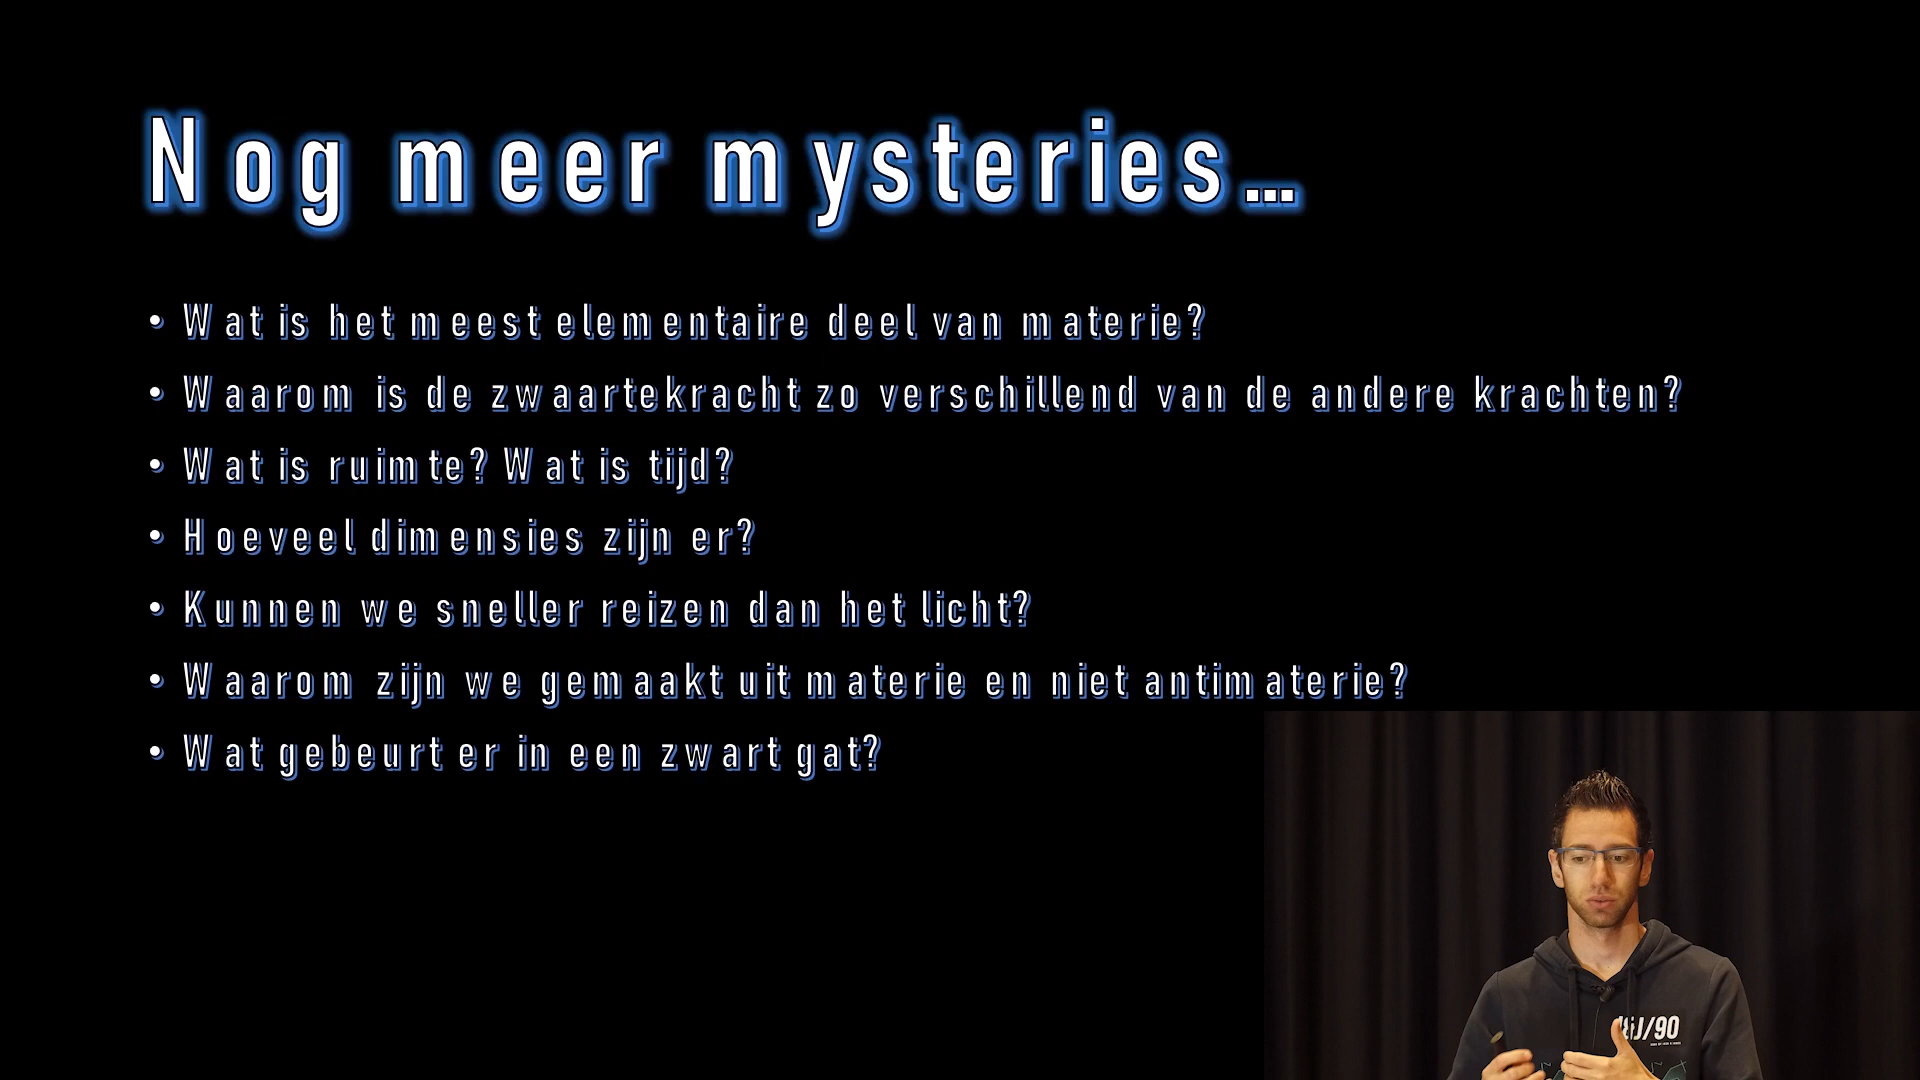 Nog meer mysteries...
• Wat is het meest elementaire deel van materie?
• Waarom is de zwaartekracht zo verschillend van de andere krachten?
• Wat is ruimte? Wat is tijd?
• Hoeveel dimensies zijn er?
• Kunnen we sneller reizen dan het licht?
• Waarom zijn we gemaakt uit materie en niet antimaterie?
• Wat gebeurt er in een zwart gat?
J&J/90